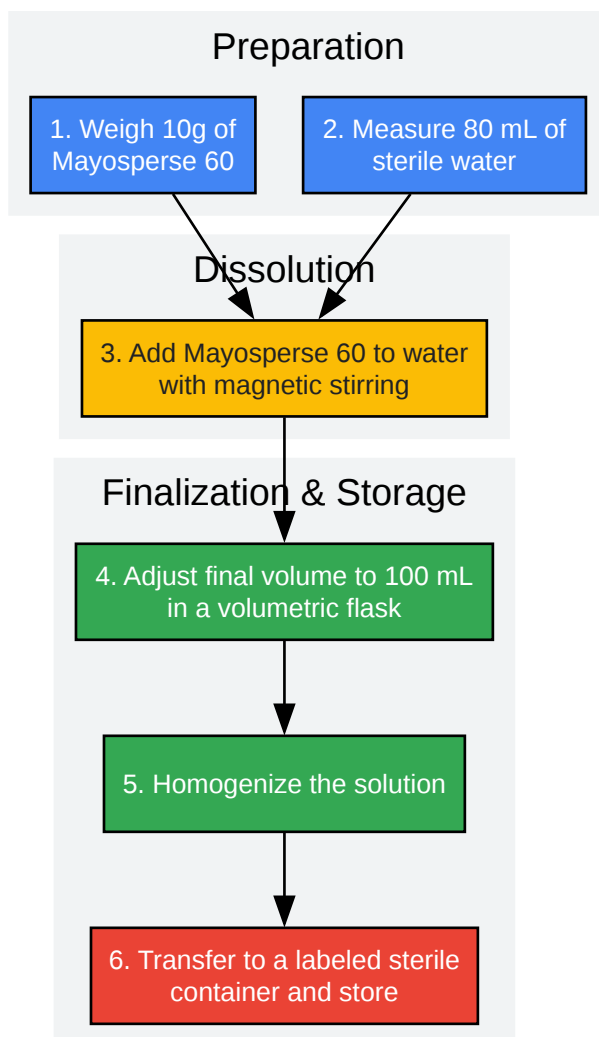 Preparation
1. Weigh 10g of
Mayosperse 60
2. Measure 80 mL of
sterile water
Dissolution
3. Add Mayosperse 60 to water
with magnetic stirring
Finalization & Storage
4. Adjust final volume to 100 mL
in a volumetric flask
5. Homogenize the solution
6. Transfer to a labeled sterile
container and store